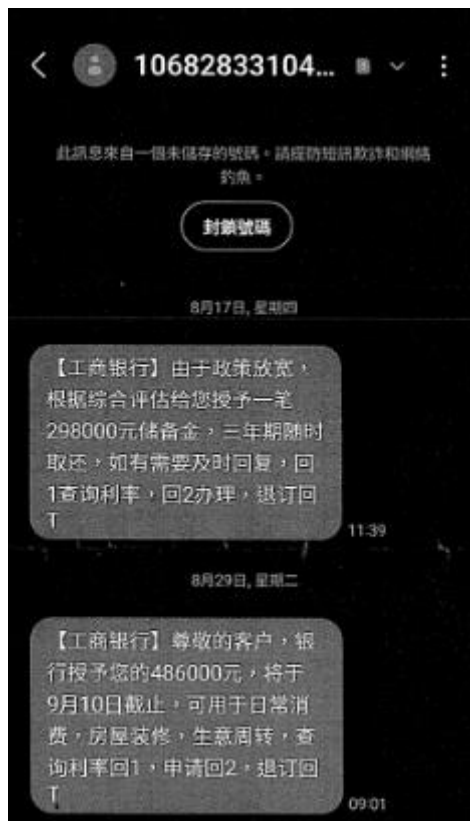 10682833104...
此訊息來自一個未儲存的號碼。請提防短訊欺詐和網絡
釣魚。
封鎖號碼
8月17日, 星期四
【工商银行】由于政策放宽，
根据综合评估给您授予一笔
298000元储备金，三年期随时
取还，如有需要及时回复，回
1查询利率，回2办理，退订回
T
11:39
8月29日, 星期二
【工商银行】尊敬的客户，银
行授予您的486000元，将于
9月10日截止，可用于日常消
费，房屋装修，生意周转，查
询利率回1，申请回2，退订回
T
09:01